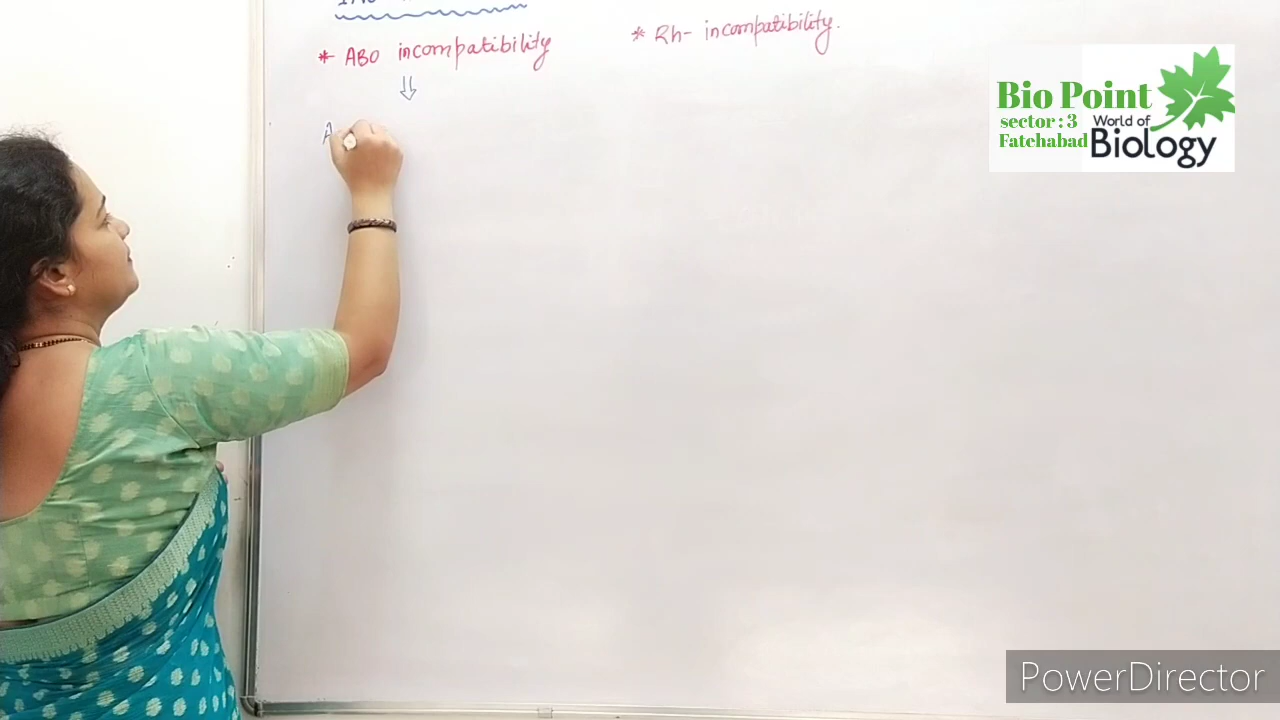 * ABO incompatibility
* Rh- incompatibility.
A
Bio Point
sector : 3
Fatehabad
World of
Biology
PowerDirector